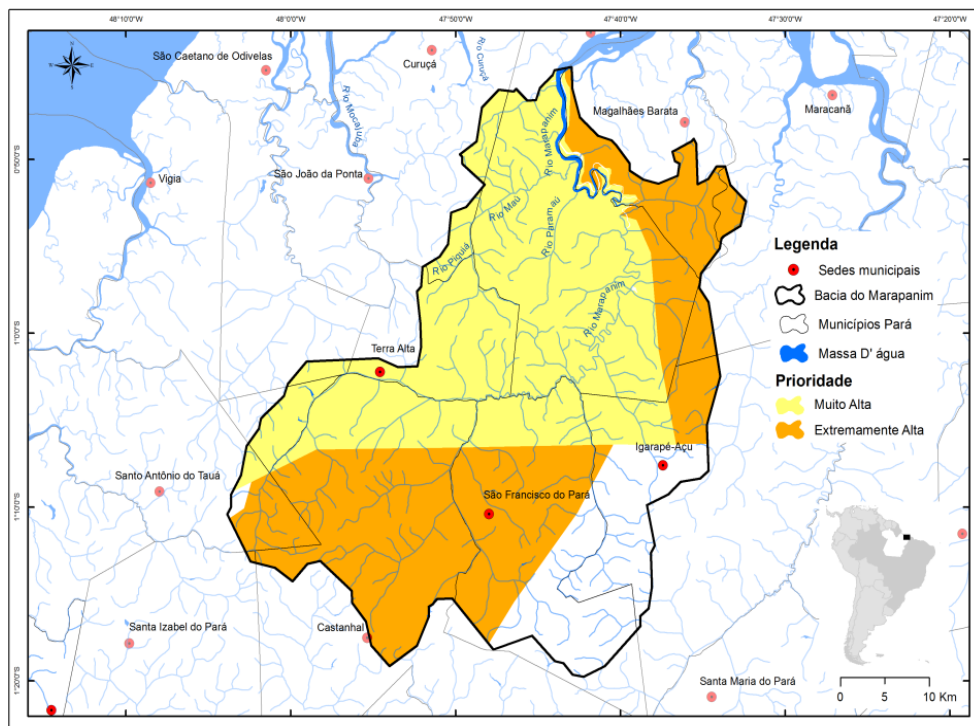 48°10'0"O
48°0'0"O
47°50'0"O
47°40'0"O
47°30'0"O
47°20'0"O
N
São Caetano de Odivelas
Curuçá
Rio Curuçá
Rio Mocajuba
Magalhães Barata
Maracanã
Rio Marapanim
São João da Ponta
Vigia
Rio Maú
Rio Paramaú
Rio Piquiá
Rio Marapanim
Terra Alta
Igarapé-Açu
Santo Antônio do Tauá
São Francisco do Pará
Castanhal
Santa Izabel do Pará
Santa Maria do Pará
0°50'0"S
1°0'0"S
1°10'0"S
1°20'0"S
Legenda
Sedes municipais
Bacia do Marapanim
Municípios Pará
Massa D' água
Prioridade
Muito Alta
Extremamente Alta
0 5 10 Km